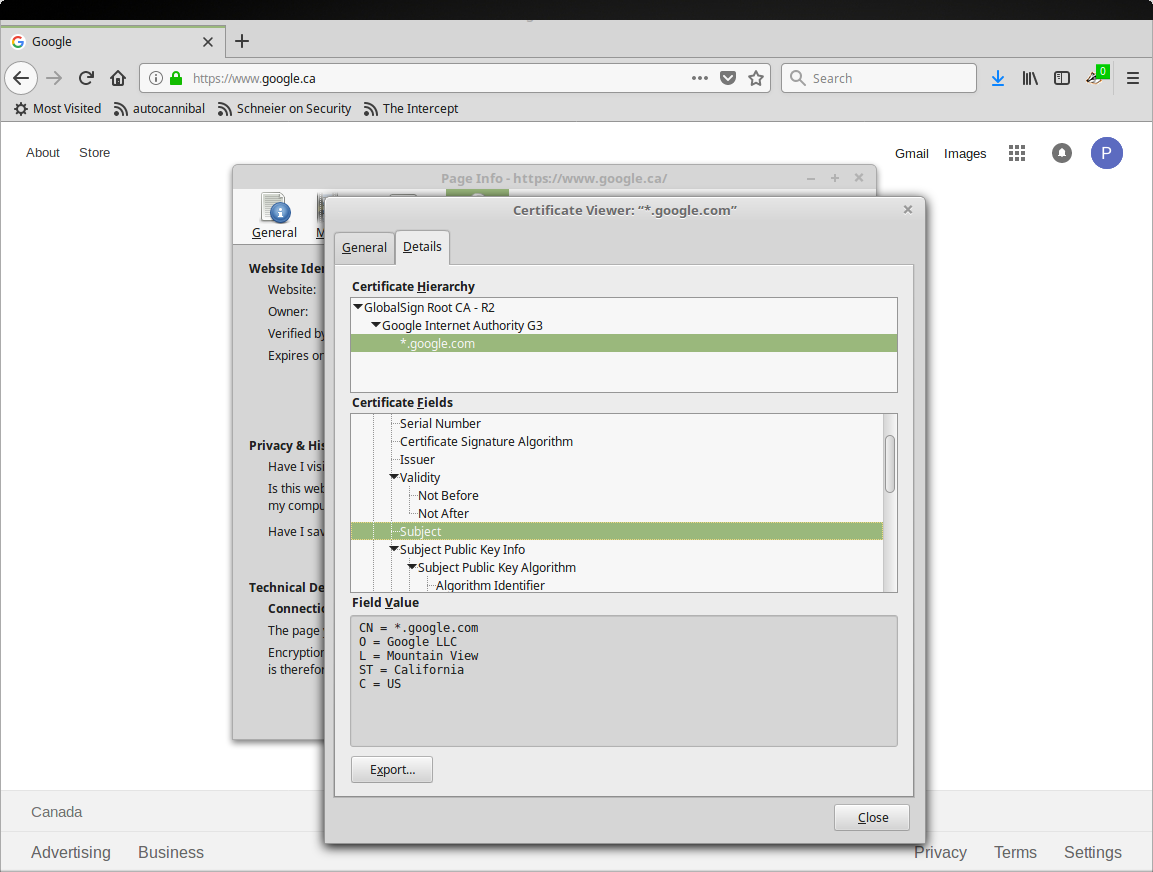 Google
https://www.google.ca
Search
0
Most Visited
autocannibal
Schneier on Security
The Intercept
About
Store
Gmail
Images
P
Page Info - https://www.google.ca/
General
M
Website Iden
Website:
Owner:
Verified by
Expires on
Privacy & His
Have I visi
Is this web
my compu
Have I sav
Technical De
Connectio
The page
Encryption
is therefor
Certificate Viewer: “*.google.com”
General
Details
Certificate Hierarchy
GlobalSign Root CA - R2
Google Internet Authority G3
*.google.com
Certificate Fields
Serial Number
Certificate Signature Algorithm
Issuer
Validity
Not Before
Not After
Subject
Subject Public Key Info
Subject Public Key Algorithm
Algorithm Identifier
Field Value
CN = *.google.com
O = Google LLC
L = Mountain View
ST = California
C = US
Export...
Close
Canada
Advertising
Business
Privacy
Terms
Settings